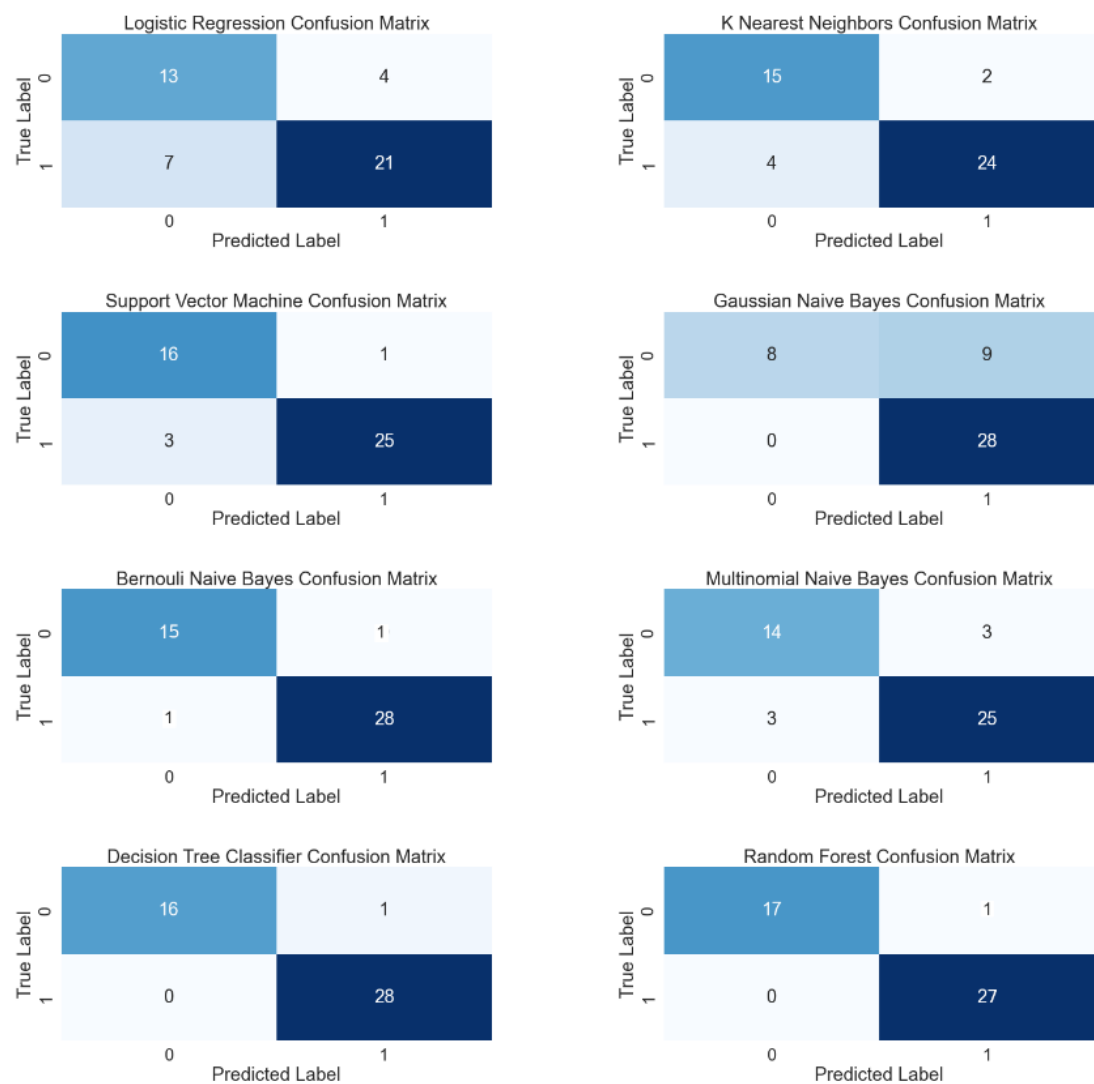 Logistic Regression Confusion Matrix
True Label
0
13
4
1
7
21
0
1
Predicted Label
K Nearest Neighbors Confusion Matrix
True Label
0
15
2
1
4
24
0
1
Predicted Label
Support Vector Machine Confusion Matrix
True Label
0
16
1
1
3
25
0
1
Predicted Label
Gaussian Naive Bayes Confusion Matrix
True Label
0
8
9
1
0
28
0
1
Predicted Label
Bernouli Naive Bayes Confusion Matrix
True Label
0
15
1
1
1
28
0
1
Predicted Label
Multinomial Naive Bayes Confusion Matrix
True Label
0
14
3
1
3
25
0
1
Predicted Label
Decision Tree Classifier Confusion Matrix
True Label
0
16
1
1
0
28
0
1
Predicted Label
Random Forest Confusion Matrix
True Label
0
17
1
1
0
27
0
1
Predicted Label